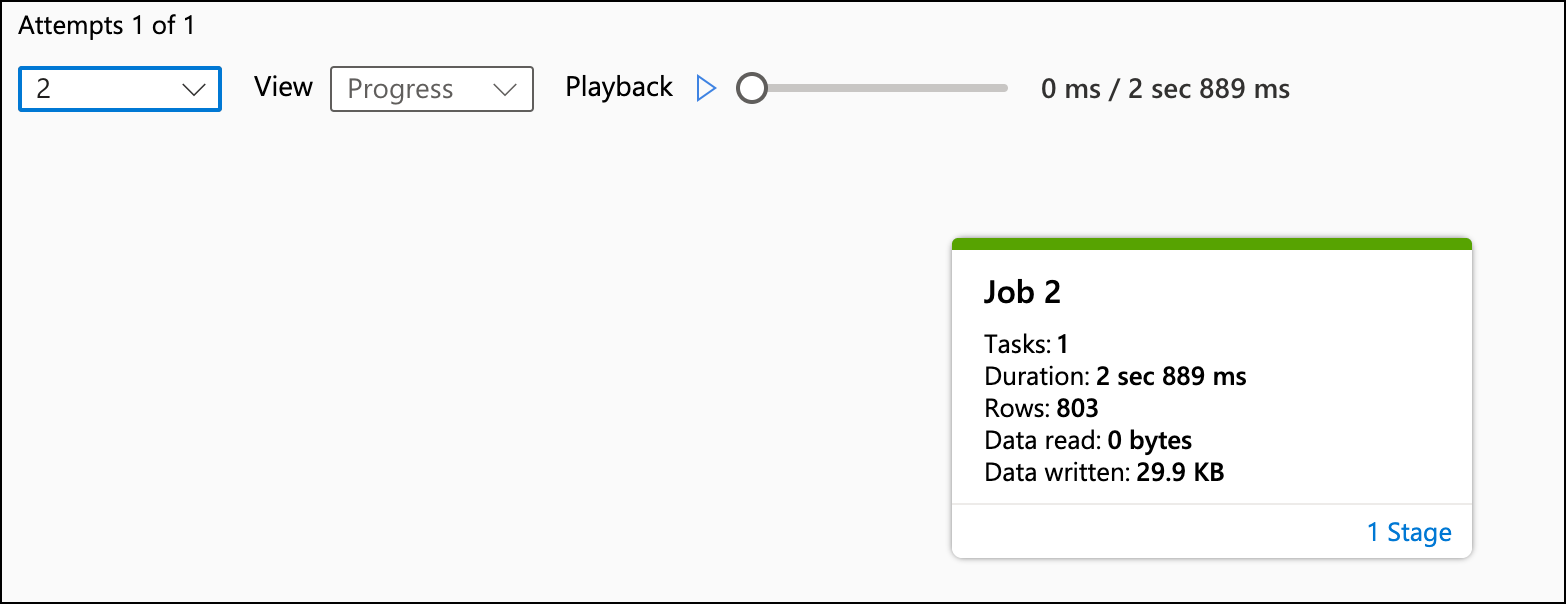 Attempts 1 of 1
2 View Progress Playback 0 ms / 2 sec 889 ms
Job 2
Tasks: 1
Duration: 2 sec 889 ms
Rows: 803
Data read: 0 bytes
Data written: 29.9 KB
1 Stage